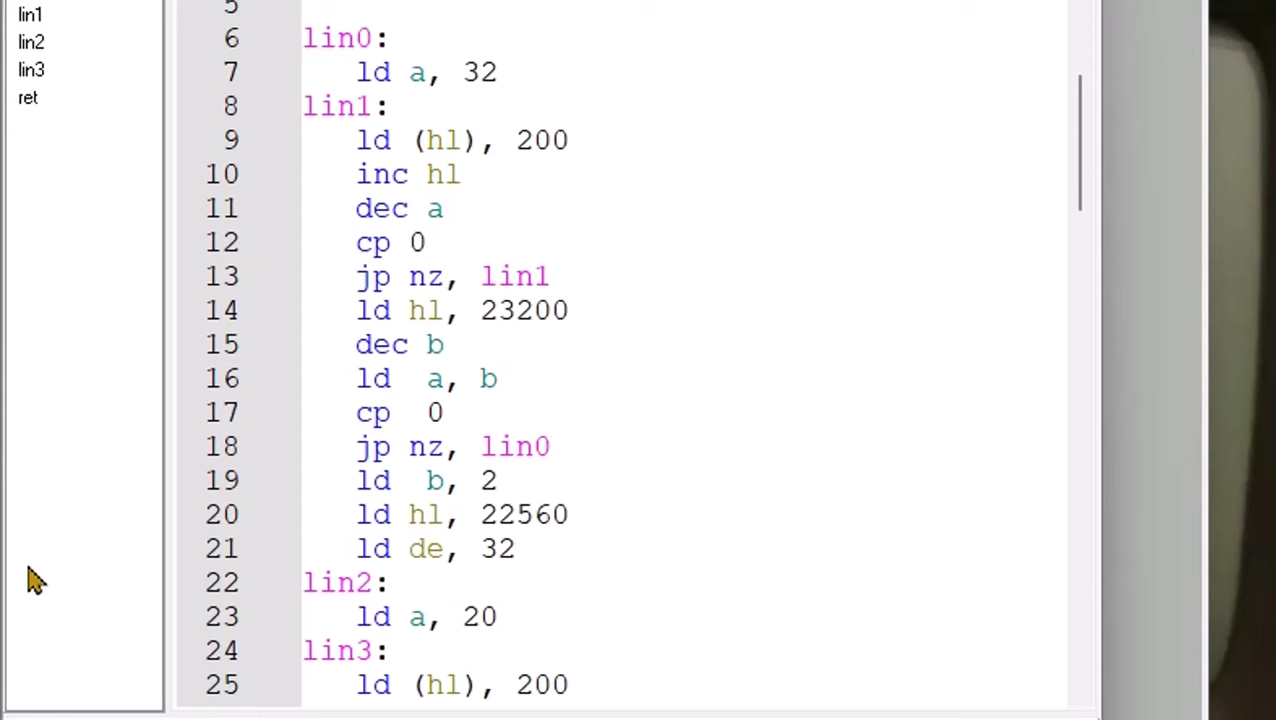 lin1
lin2
lin3
ret
5
6 lin0:
7 ld a, 32
8 lin1:
9 ld (hl), 200
10 inc hl
11 dec a
12 cp 0
13 jp nz, lin1
14 ld hl, 23200
15 dec b
16 ld  a, b
17 cp  0
18 jp nz, lin0
19 ld  b, 2
20 ld hl, 22560
21 ld de, 32
22 lin2:
23 ld a, 20
24 lin3:
25 ld (hl), 200